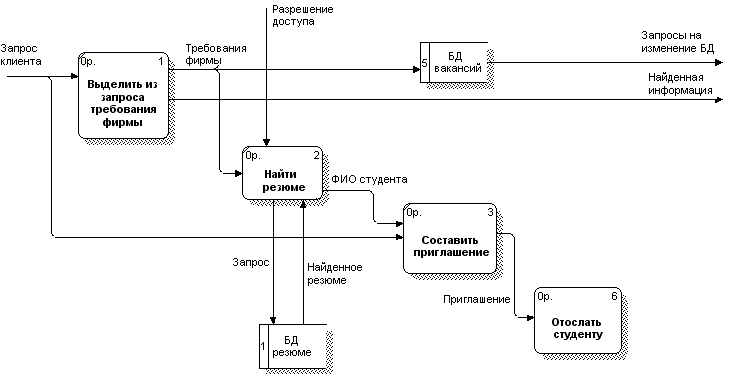 Разрешение
доступа
Запрос
клиента
0р. 1
Выделить из
запроса
требования
фирмы
Требования
фирмы
5
БД
вакансий
Запросы на
изменение БД
Найденная
информация
0р. 2
Найти
резюме
ФИО студента
0р. 3
Составить
приглашение
Запрос
Найденное
резюме
Приглашение
0р. 6
Отослать
студенту
1
БД
резюме